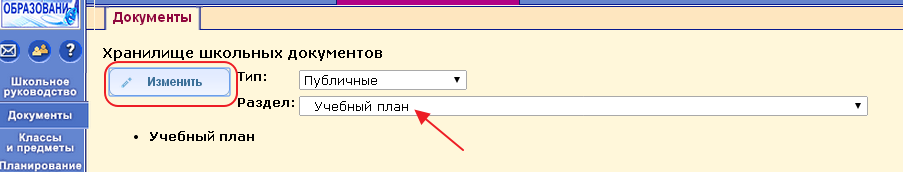 ОБРАЗОВАНИ
Документы
Хранилище школьных документов
Изменить
Тип:
Публичные
Раздел:
Учебный план
• Учебный план
?
Школьное
руководство
Документы
Классы
и предметы
Планирование